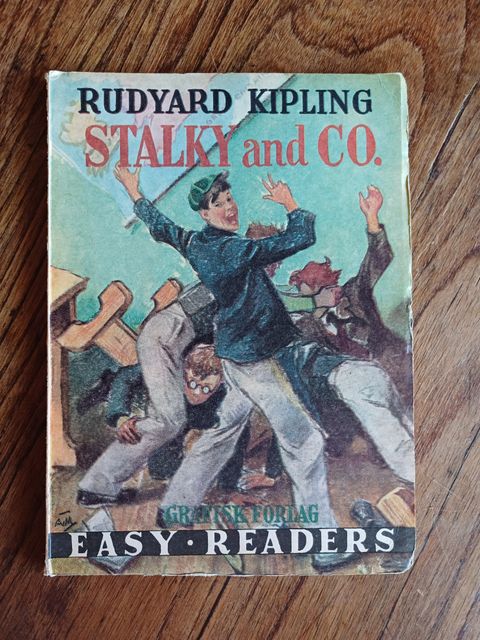 RUDYARD KIPLING
STALKY and CO.
GRAFISK FORLAG
EASY · READERS